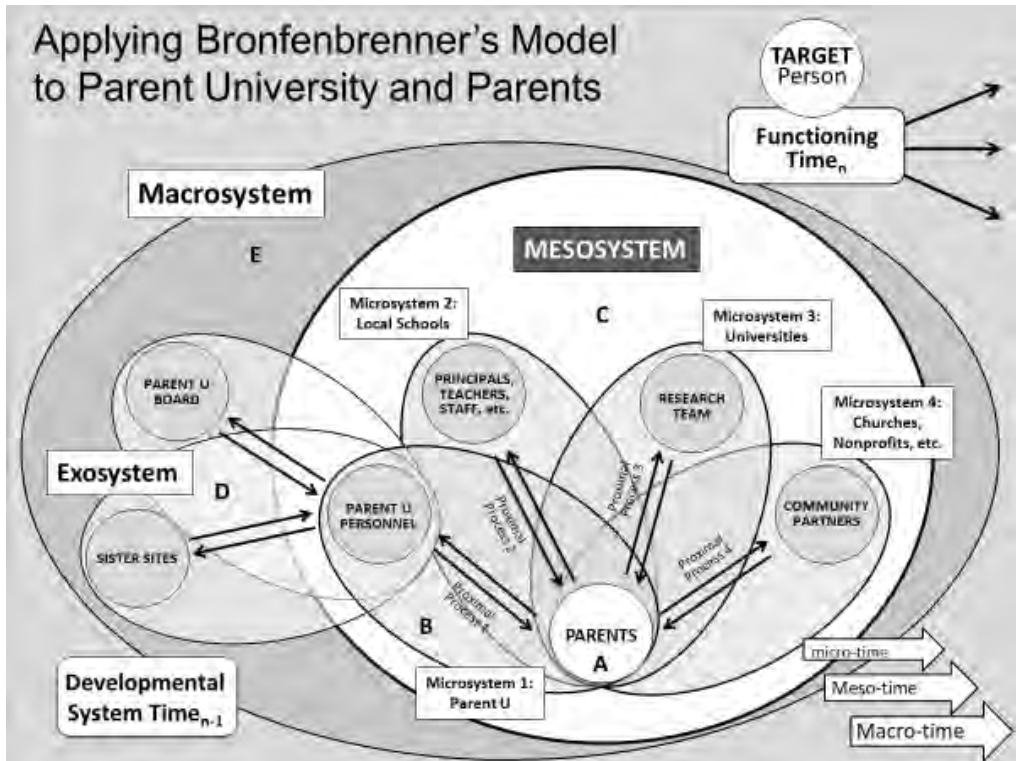 Applying Bronfenbrenner's Model
to Parent University and Parents
TARGET
Person
Functioning
Time n
Macrosystem
E
MESOSYSTEM
C
Microsystem 2:
Local Schools
Microsystem 3:
Universities
Microsystem 4:
Churches,
Nonprofits, etc.
PARENT U
BOARD
PRINCIPALS,
TEACHERS,
STAFF, etc.
RESEARCH
TEAM
Exosystem
D
PARENT U
PERSONNEL
COMMUNITY
PARTNERS
SISTER SITES
Proximal
Process 2
Proximal
Process 3
Proximal
Process 4
Proximal
Process
B
PARENTS
A
Microsystem 1:
Parent U
Developmental
System Time n-1
micro-time
Meso-time
Macro-time